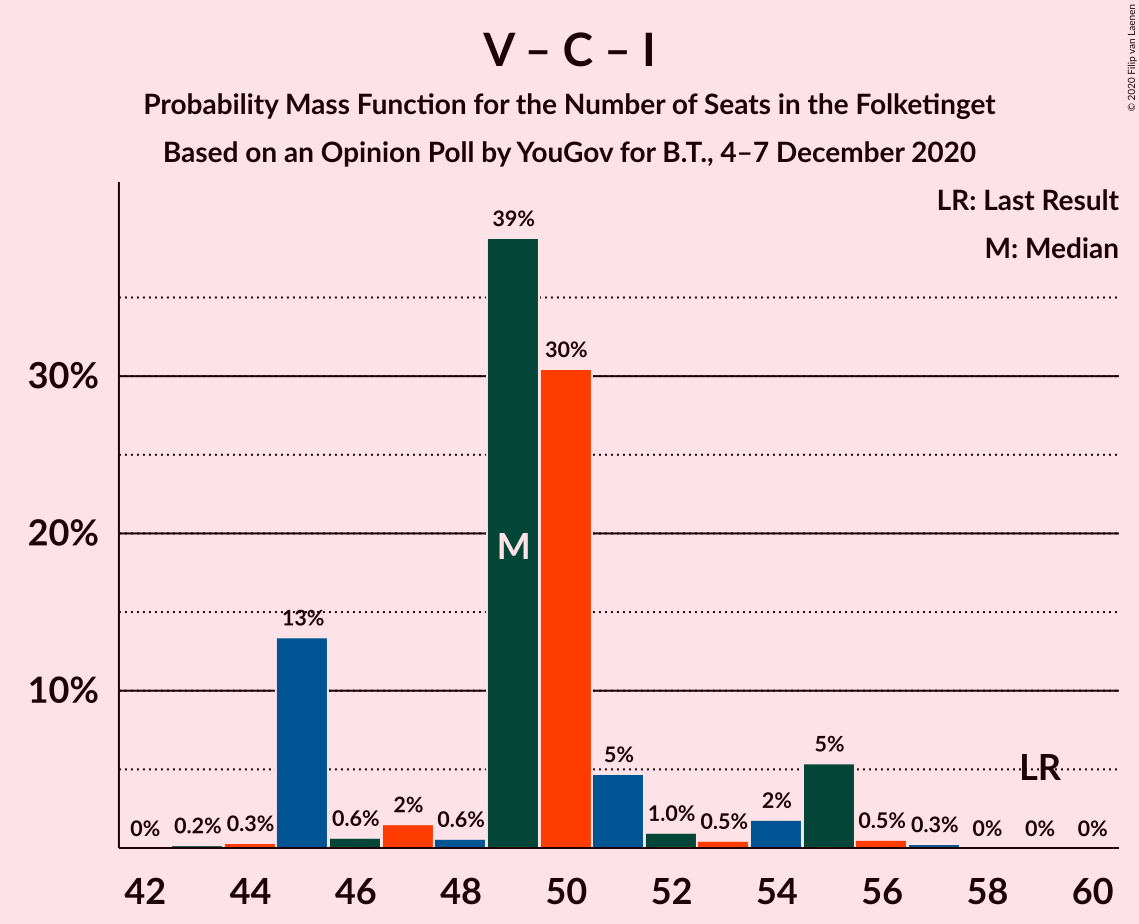 V – C – I
Probability Mass Function for the Number of Seats in the Folketinget
Based on an Opinion Poll by YouGov for B.T., 4–7 December 2020
© 2020 Filip van Laenen
LR: Last Result
M: Median
39%
30%
30%
M
20%
13%
10%
5%
5%
LR
0%
0.2%
0.3%
0.6%
2%
0.6%
1.0%
0.5%
2%
0.5%
0.3%
0%
0%
0%
42 44 46 48 50 52 54 56 58 60